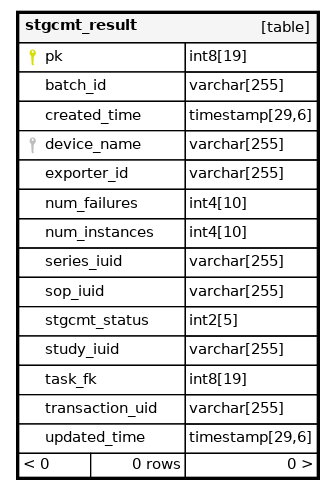 stgcmt_result [table]
pk int8[19]
batch_id varchar[255]
created_time timestamp[29,6]
device_name varchar[255]
exporter_id varchar[255]
num_failures int4[10]
num_instances int4[10]
series_iuid varchar[255]
sop_iuid varchar[255]
stgcmt_status int2[5]
study_iuid varchar[255]
task_fk int8[19]
transaction_uid varchar[255]
updated_time timestamp[29,6]
< 0 0 rows 0 >